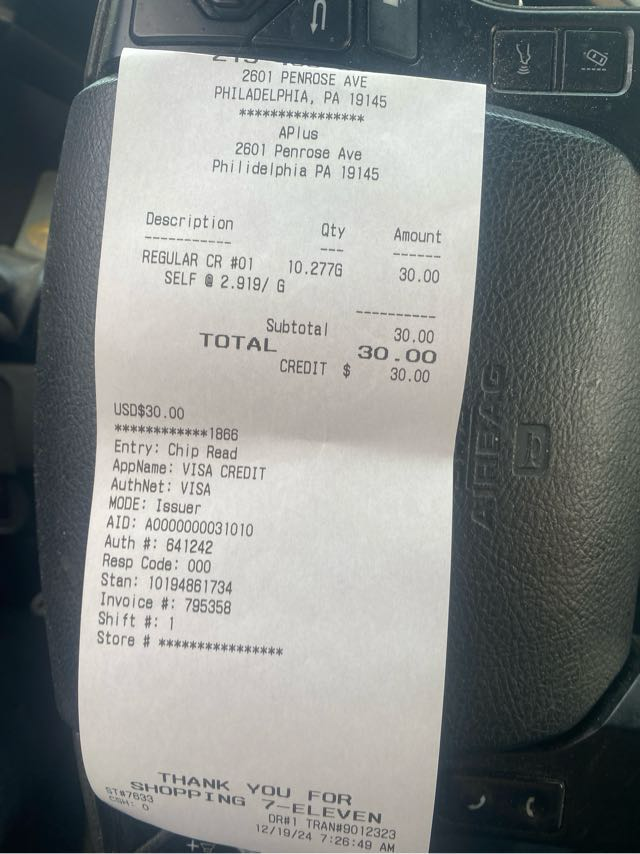 2601 PENROSE AVE
PHILADELPHIA, PA 19145
****************
APlus
2601 Penrose Ave
Philidelphia PA 19145
Description Qty Amount
----------- --- ------
REGULAR CR #01 10.277G 30.00
SELF @ 2.919/ G
----------
Subtotal 30.00
TOTAL 30.00
CREDIT $ 30.00
USD$30.00
************1866
Entry: Chip Read
AppName: VISA CREDIT
AuthNet: VISA
MODE: Issuer
AID: A0000000031010
Auth #: 641242
Resp Code: 000
Stan: 10194861734
Invoice #: 795358
Shift #: 1
Store # ****************
THANK YOU FOR
SHOPPING 7-ELEVEN
ST#7633 DR#1 TRAN#9012323
CSH: 0 12/19/24 7:26:49 AM
AIRBAG